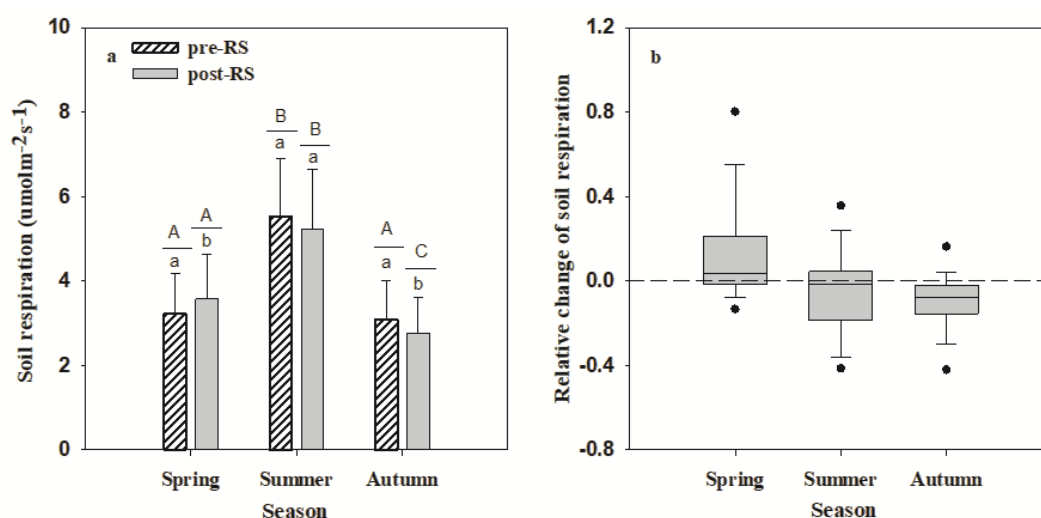 a
pre-RS
post-RS
Soil respiration (umolm-2s-1)
10
8
6
4
2
0
A
a
A
b
B
a
B
a
A
a
C
b
Spring
Summer
Autumn
Season
b
Relative change of soil respiration
1.2
0.8
0.4
0.0
-0.4
-0.8
Spring
Summer
Autumn
Season